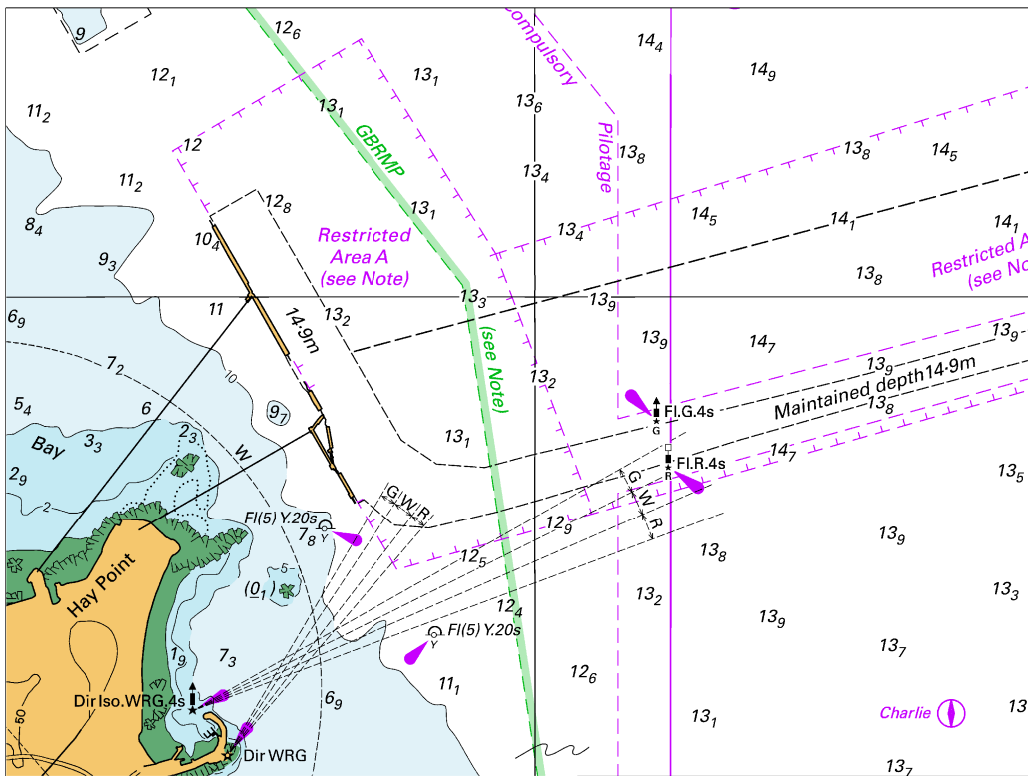 9
12₆
Compulsory
14₄
14₉
12₁
13₁
13₆
11₂
13₁
12
GBRMP
Pilotage
13₈
13₈
14₅
13₄
11₂
12₈
13₁
14₅
8₄
10₄
Restricted
Area A
(see Note)
13₄
14₁
14₁
9₃
13₈
Restricted A
(see No
11
13₃
13₉
13₂
14·9m
(see Note)
6₉
7₂
13₉
14₇
13₉
13₉
10
13₂
5₄
6
9₇
Maintained depth 14·9m
Fl.G.4s
G
13₈
Bay
3₃
2₃
W
13₁
14₇
Fl.R.4s
R
13₅
2₉
2
G W R
G W R
Fl(5) Y.20s
7₈
Y
12₉
13₉
12₅
13₈
Hay Point
5
(0₁)
12₄
13₂
13₃
13₉
Fl(5) Y.20s
Y
13₇
1₉
7₃
12₆
11₁
6₉
Dir Iso.WRG.4s
13₁
Charlie
13
50
Dir WRG
13₇